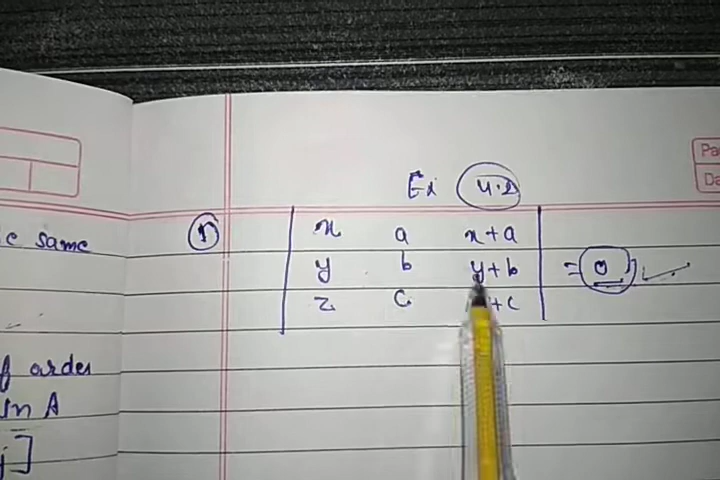 Ex 4.2
c same
1) | x a x+a |
| y b y+b | = 0
| z c +c |
f order
in A
j]
Pa
Da